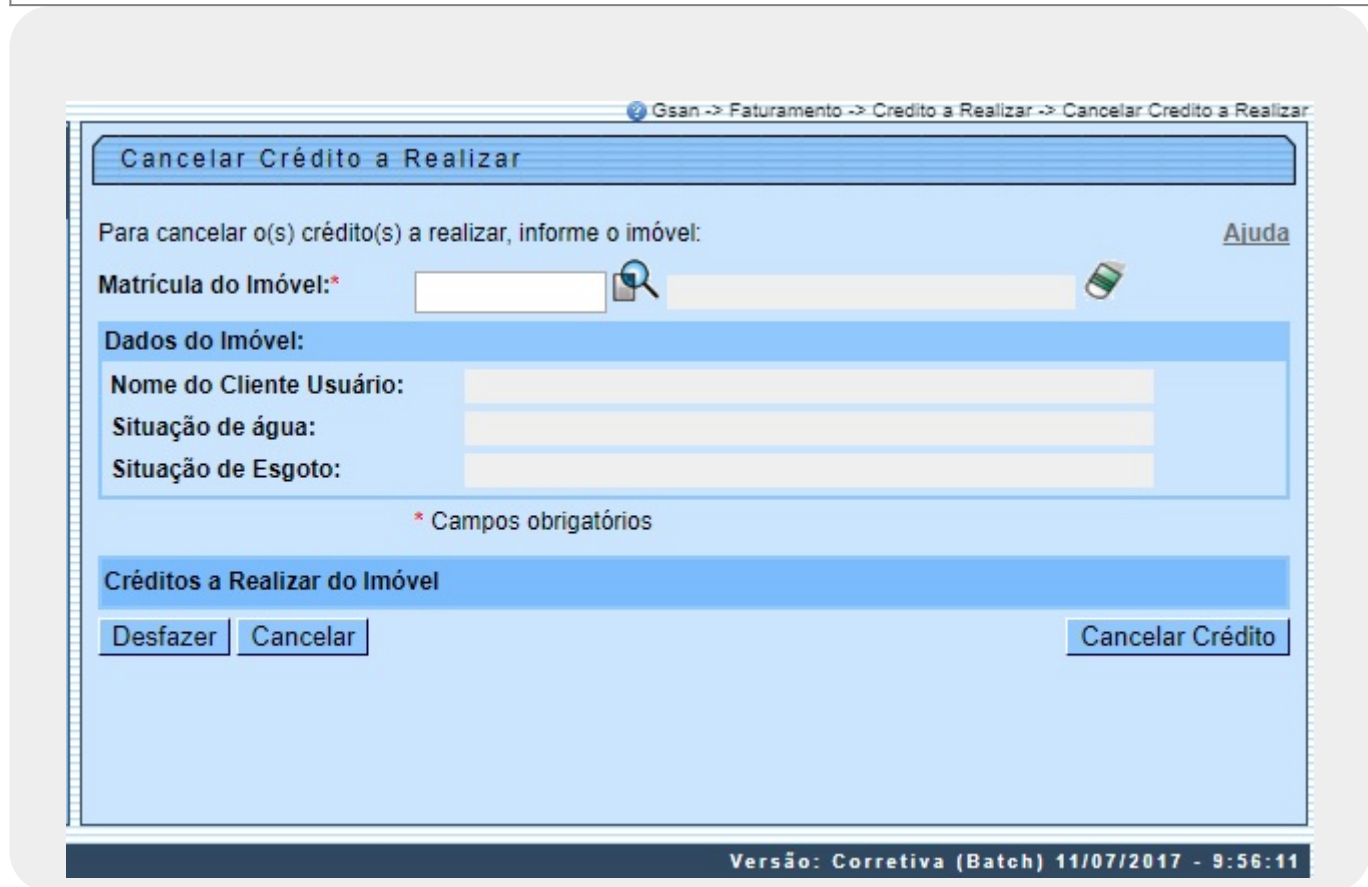 Gsan -> Faturamento -> Credito a Realizar -> Cancelar Credito a Realizar
Cancelar Crédito a Realizar
Para cancelar o(s) crédito(s) a realizar, informe o imóvel: Ajuda
Matrícula do Imóvel:*
Dados do Imóvel:
Nome do Cliente Usuário:
Situação de água:
Situação de Esgoto:
* Campos obrigatórios
Créditos a Realizar do Imóvel
Desfazer Cancelar Cancelar Crédito
Versão: Corretiva (Batch) 11/07/2017 - 9:56:11